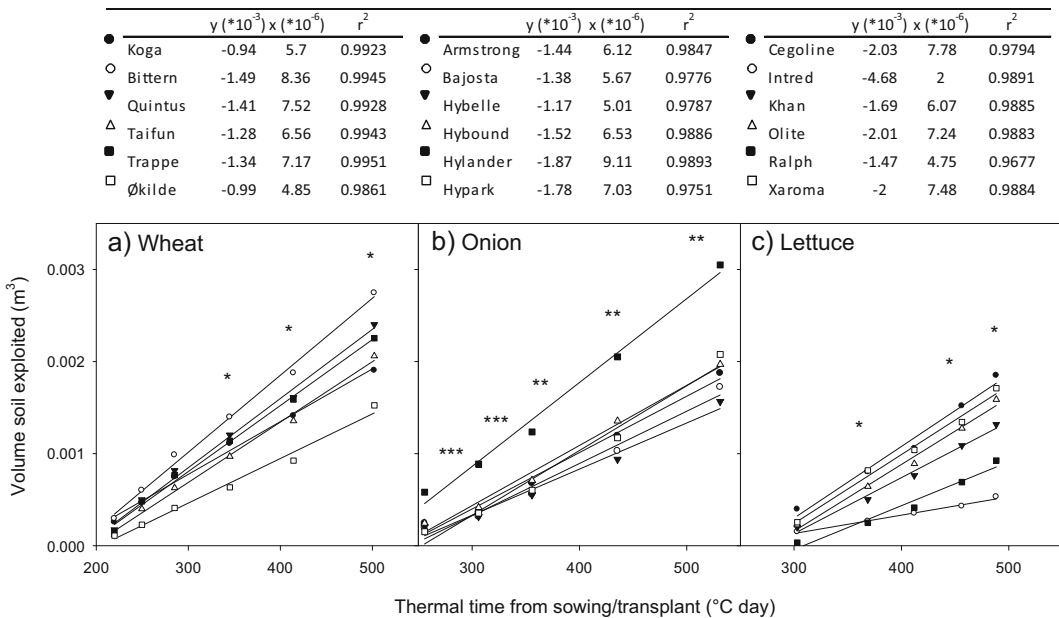 y (*10⁻³) x (*10⁻⁶) r²
Koga -0.94 5.7 0.9923
Bittern -1.49 8.36 0.9945
Quintus -1.41 7.52 0.9928
Taifun -1.28 6.56 0.9943
Trappe -1.34 7.17 0.9951
Økilde -0.99 4.85 0.9861
y (*10⁻³) x (*10⁻⁶) r²
Armstrong -1.44 6.12 0.9847
Bajosta -1.38 5.67 0.9776
Hybelle -1.17 5.01 0.9787
Hybound -1.52 6.53 0.9886
Hylander -1.87 9.11 0.9893
Hypark -1.78 7.03 0.9751
y (*10⁻³) x (*10⁻⁶) r²
Cegoline -2.03 7.78 0.9794
Intred -4.68 2 0.9891
Khan -1.69 6.07 0.9885
Olite -2.01 7.24 0.9883
Ralph -1.47 4.75 0.9677
Xaroma -2 7.48 0.9884
Volume soil exploited (m³)
0.003
0.002
0.001
0.000
a) Wheat
* * *
200 300 400 500
b) Onion
*** *** ** ** **
300 400 500
c) Lettuce
* * *
300 400 500
Thermal time from sowing/transplant (°C day)